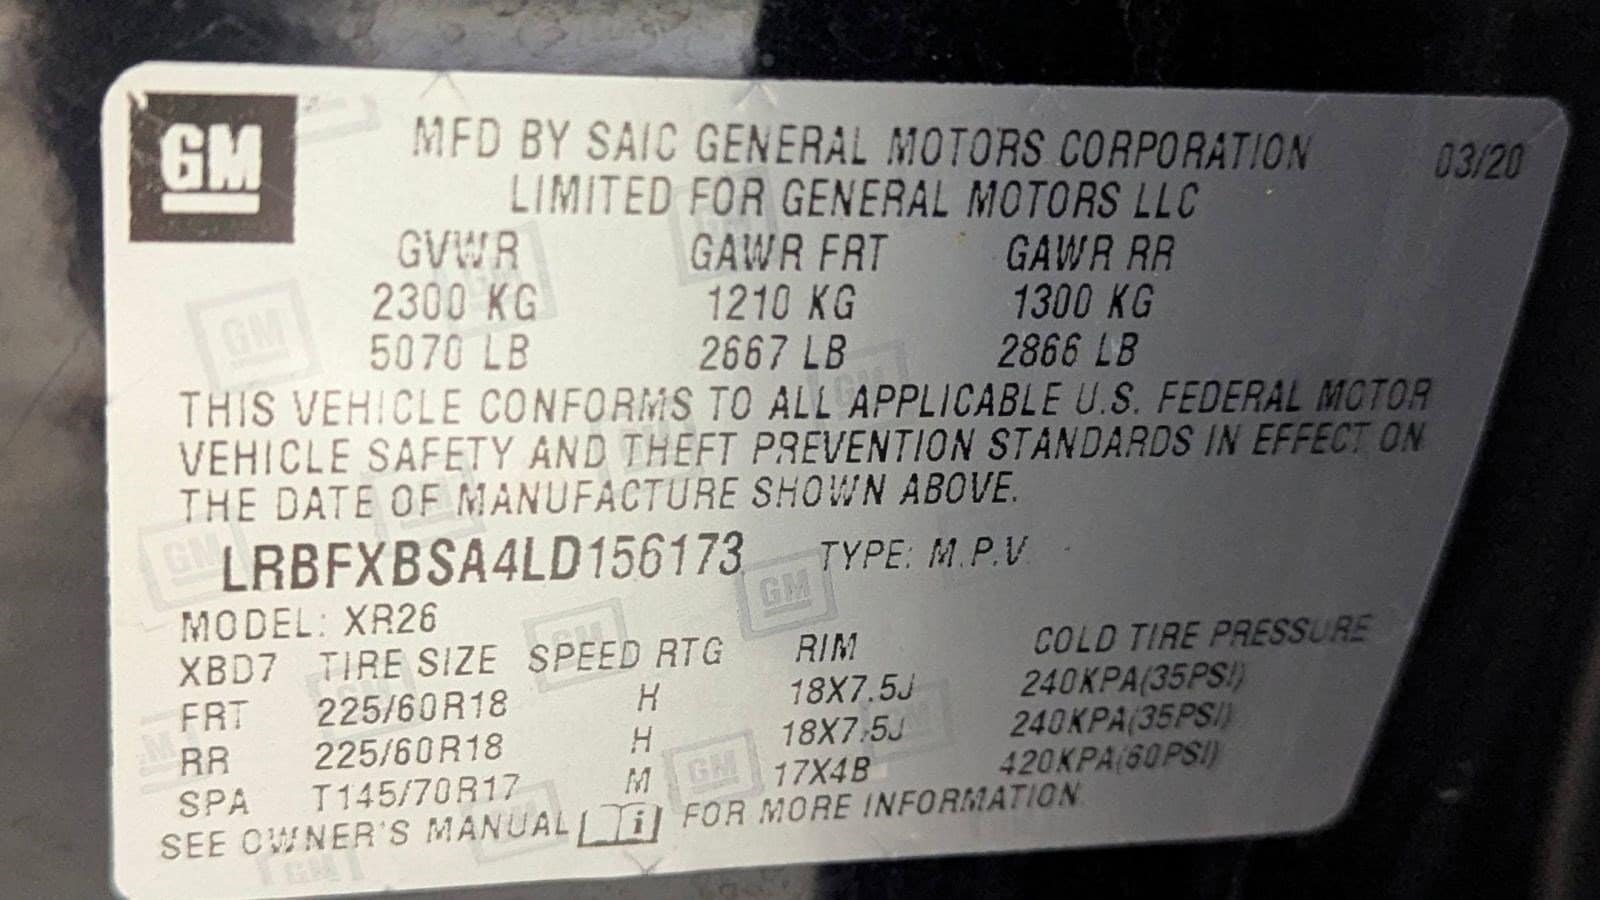 GM
MFD BY SAIC GENERAL MOTORS CORPORATION 03/20
LIMITED FOR GENERAL MOTORS LLC
GVWR GAWR FRT GAWR RR
2300 KG 1210 KG 1300 KG
5070 LB 2667 LB 2866 LB
THIS VEHICLE CONFORMS TO ALL APPLICABLE U.S. FEDERAL MOTOR
VEHICLE SAFETY AND THEFT PREVENTION STANDARDS IN EFFECT ON
THE DATE OF MANUFACTURE SHOWN ABOVE.
LRBFXBSA4LD156173 TYPE: M.P.V
MODEL: XR26
XBD7 TIRE SIZE SPEED RTG RIM COLD TIRE PRESSURE
FRT 225/60R18 H 18X7.5J 240KPA(35PSI)
RR 225/60R18 H 18X7.5J 240KPA(35PSI)
SPA T145/70R17 M 17X4B 420KPA(60PSI)
SEE OWNER'S MANUAL i FOR MORE INFORMATION